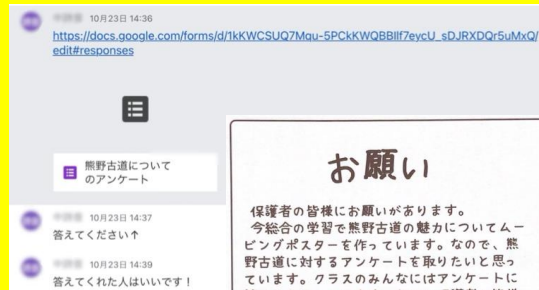 10月23日 14:36
https://docs.google.com/forms/d/1kKWCSUQ7Mqu-5PCkKWQBBIlf7eycU_sDJRXDQr5uMxQ/
edit#responses
熊野古道について
のアンケート
10月23日 14:37
答えてください↑
10月23日 14:39
答えてくれた人はいいです！
お願い
保護者の皆様にお願いがあります。
今総合の学習で熊野古道の魅力についてムー
ビングポスターを作っています。なので、熊
野古道に対するアンケートを取りたいと思っ
ています。クラスのみんなにはアンケートに